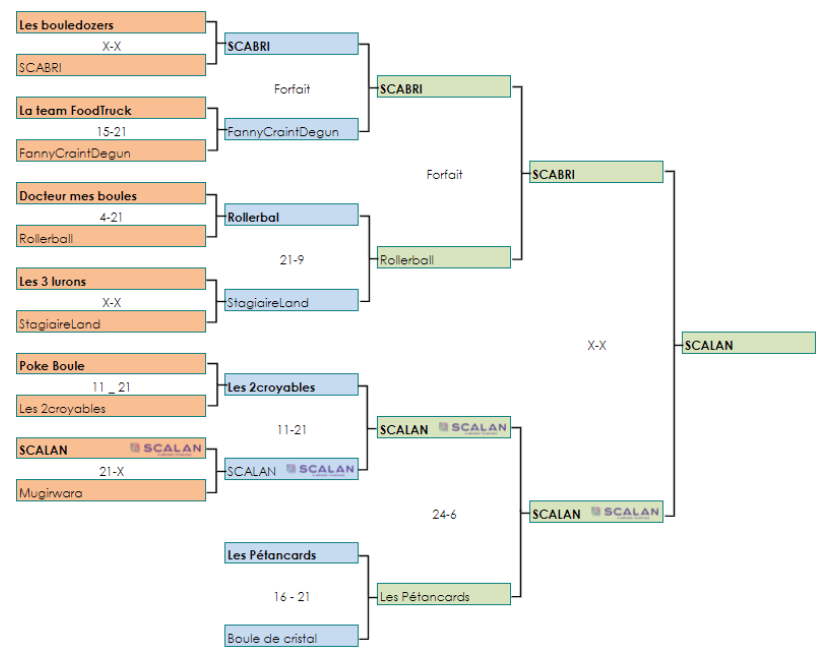 Les bouledozers
X-X
SCABRI
La team FoodTruck
15-21
FannyCraintDegun
Docteur mes boules
4-21
Rollerball
Les 3 lurons
X-X
StagiaireLand
Poke Boule
11 _ 21
Les 2croyables
SCALAN SCALAN
21-X
Mugirwara
SCABRI
Forfait
FannyCraintDegun
Rollerbal
21-9
StagiaireLand
Les 2croyables
11-21
SCALAN SCALAN
Les Pétancards
16 - 21
Boule de cristal
SCABRI
Forfait
Rollerball
SCALAN SCALAN
24-6
Les Pétancards
SCABRI
X-X
SCALAN SCALAN
SCALAN